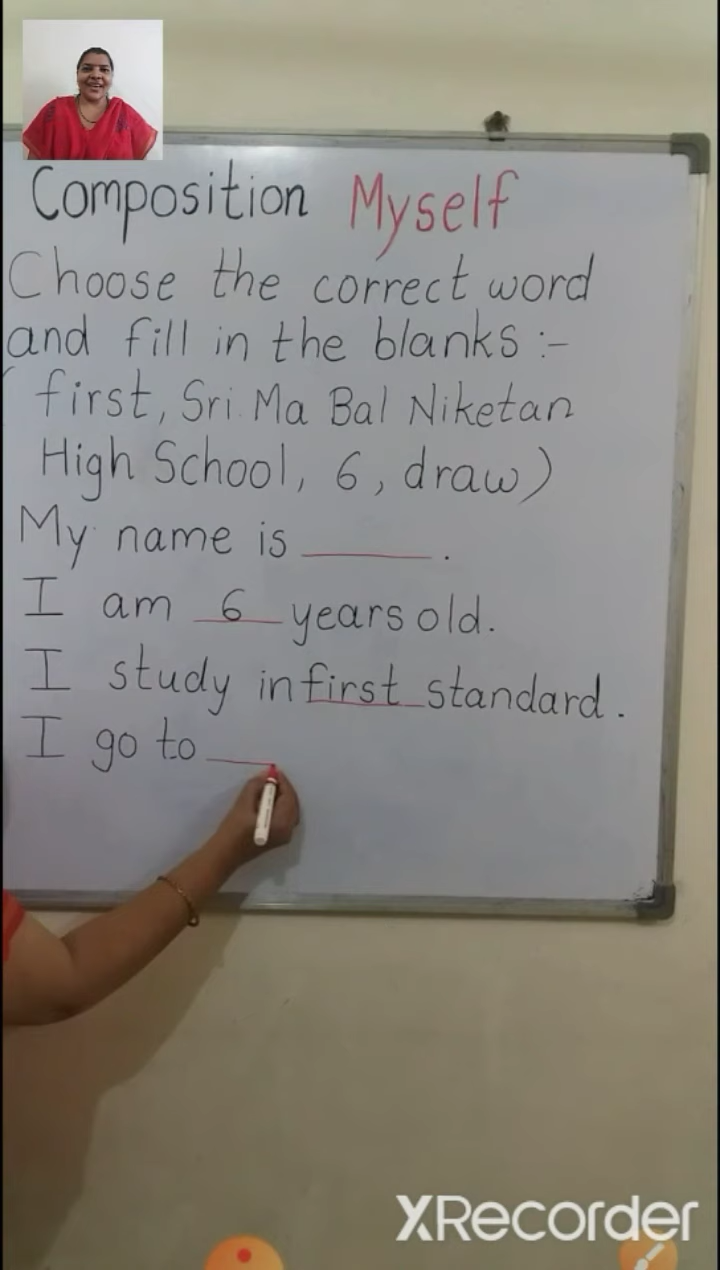 Composition Myself
Choose the correct word
and fill in the blanks :-
( first, Sri Ma Bal Niketan
High School, 6, draw)
My name is ______ .
I am 6 years old.
I study in first standard.
I go to ___
XRecorder